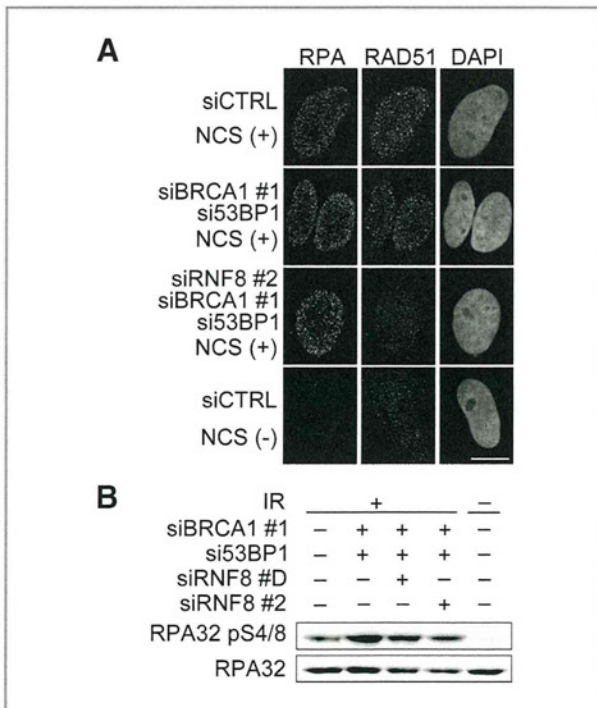 A
RPA RAD51 DAPI
siCTRL
NCS (+)
siBRCA1 #1
si53BP1
NCS (+)
siRNF8 #2
siBRCA1 #1
si53BP1
NCS (+)
siCTRL
NCS (-)
B
IR + –
siBRCA1 #1 – + + + –
si53BP1 – + + + –
siRNF8 #D – – + – –
siRNF8 #2 – – – + –
RPA32 pS4/8
RPA32